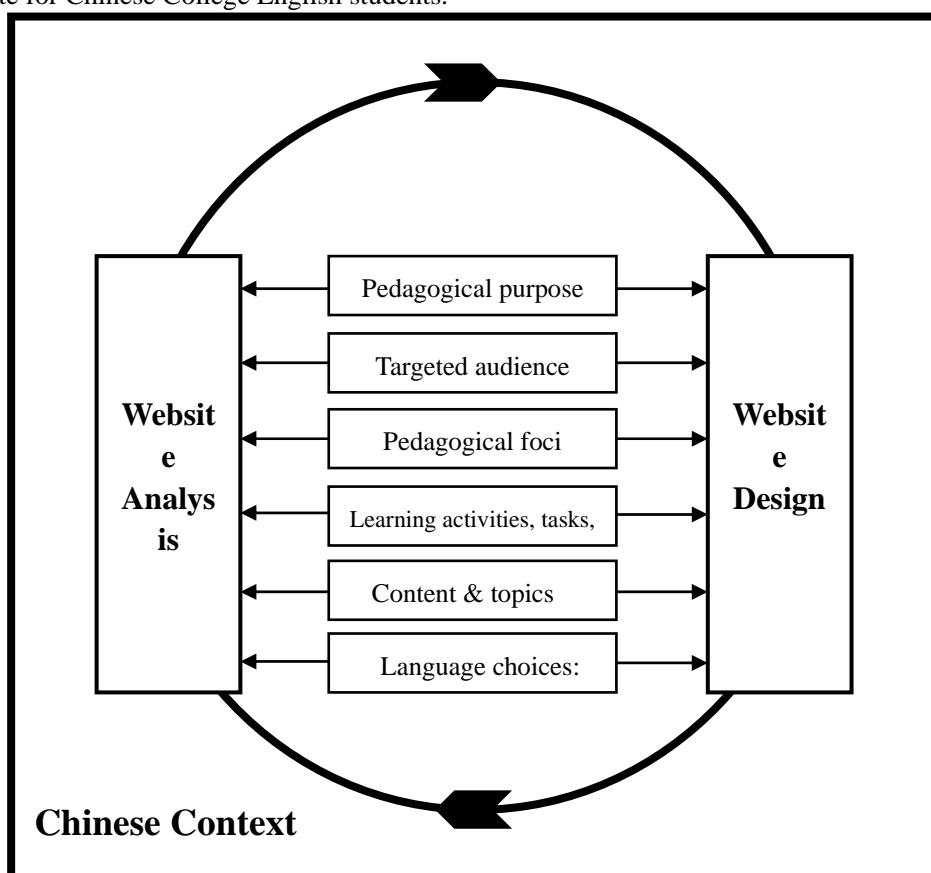 te for Chinese College English students.
Pedagogical purpose
Targeted audience
Pedagogical foci
Learning activities, tasks,
Content & topics
Language choices:
Websit
e
Analys
is
Websit
e
Design
Chinese Context